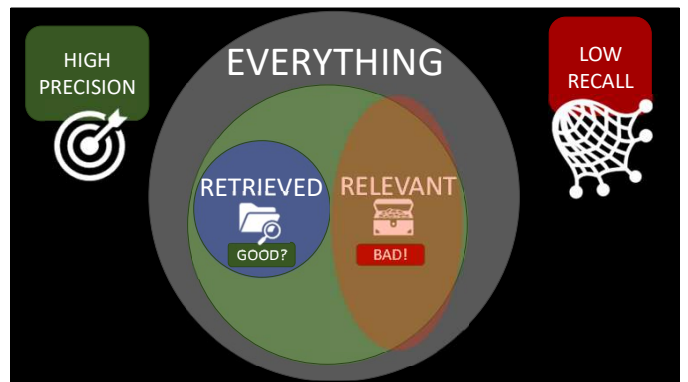 HIGH
PRECISION
EVERYTHING
LOW
RECALL
RETRIEVED
RELEVANT
GOOD?
BAD!